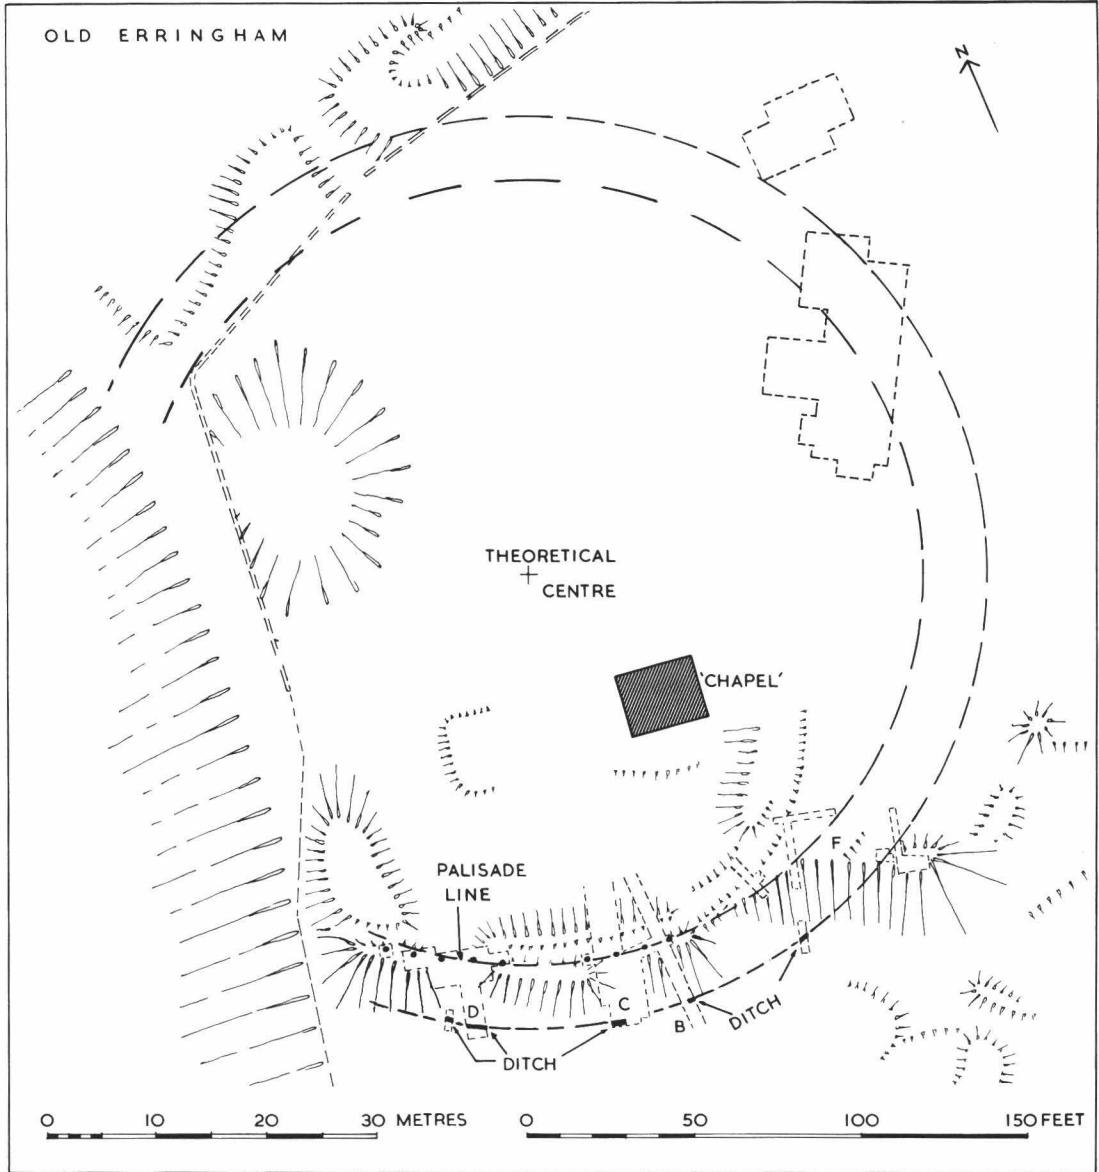 OLD ERRINGHAM
N
THEORETICAL
CENTRE
'CHAPEL'
F
PALISADE
LINE
D
C
B
DITCH
DITCH
0 10 20 30 METRES
0 50 100 150 FEET